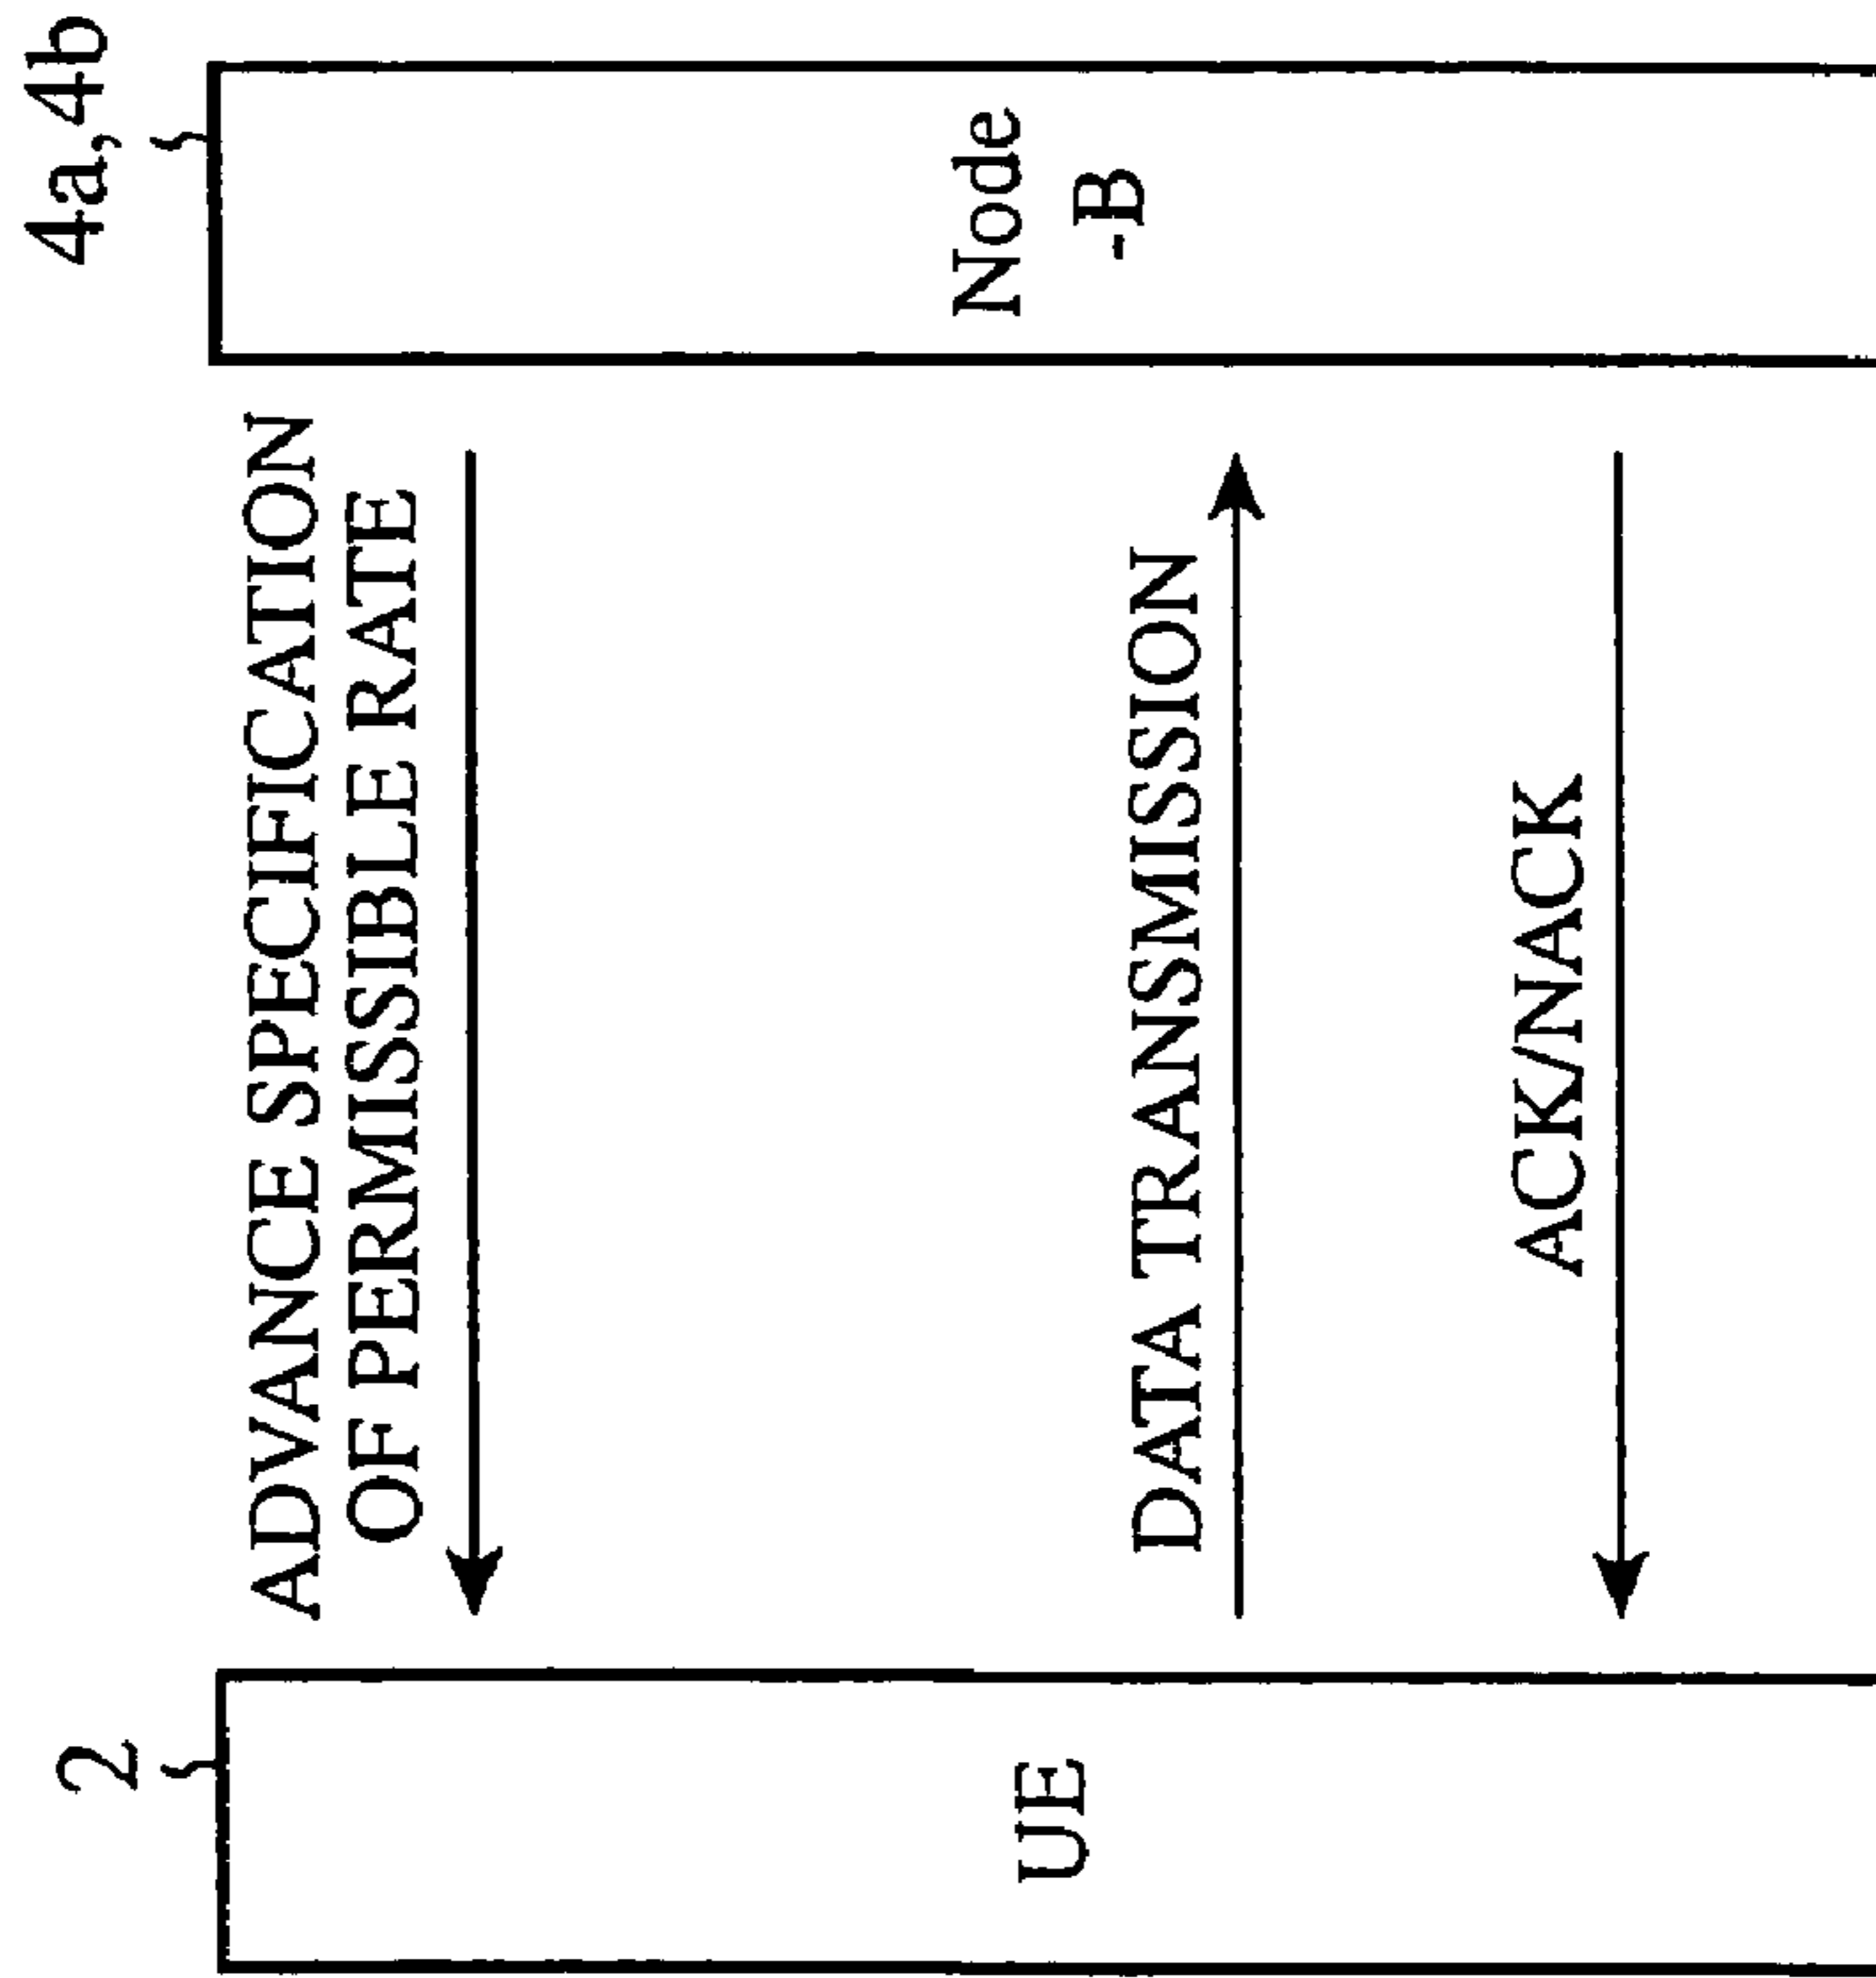 2
4a, 4b
ADVANCE SPECIFICATION
OF PERMISSIBLE RATE
UE
Node
-B
DATA TRANSMISSION
ACK/NACK